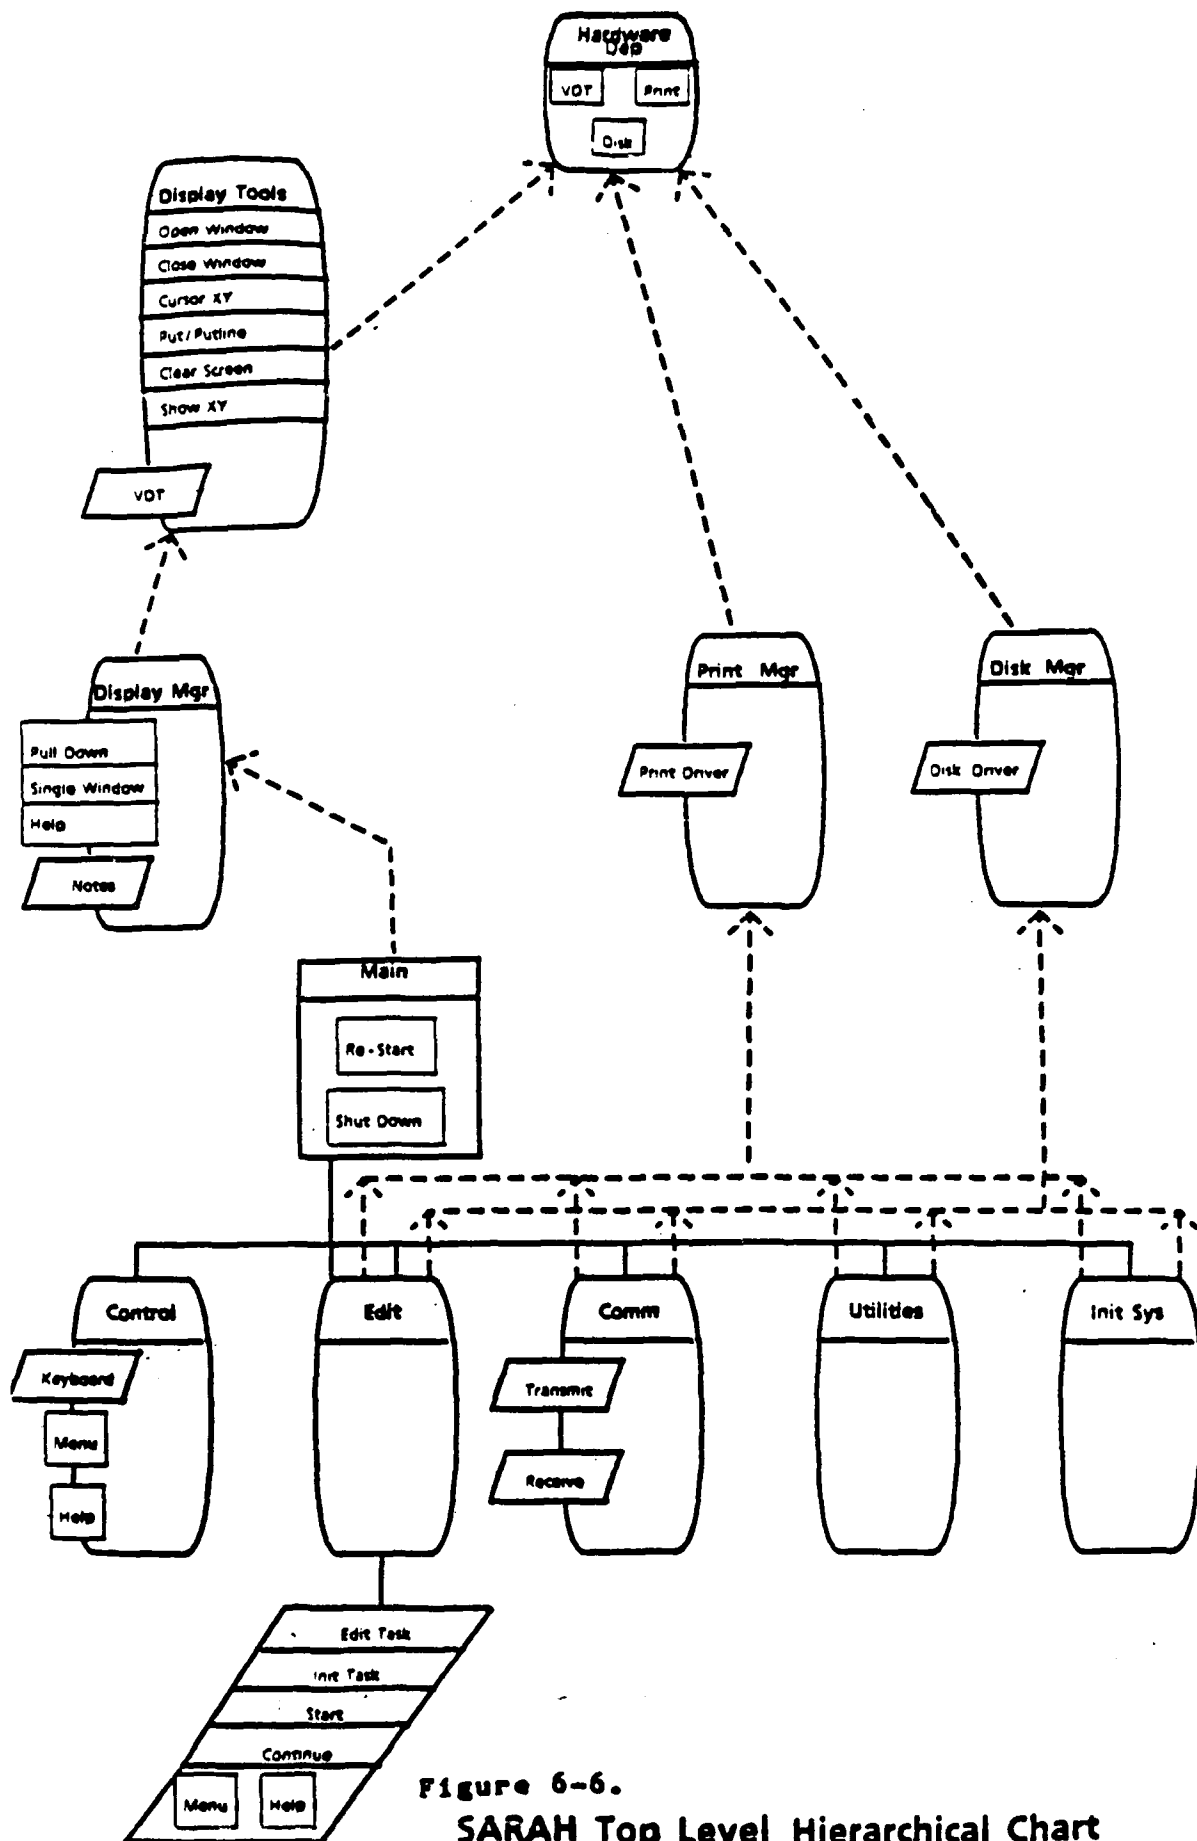 Hardware
Dep
VDT
Print
Disk
Display Tools
Open Window
Close Window
Cursor XY
Put/Putline
Clear Screen
Show XY
VDT
Display Mgr
Pull Down
Single Window
Help
Notes
Print Mgr
Print Driver
Disk Mgr
Disk Driver
Main
Re-Start
Shut Down
Control
Keyboard
Menu
Help
Edit
Comm
Transmit
Receive
Utilities
Init Sys
Edit Task
Init Task
Start
Continue
Menu
Help
Figure 6-6.
SARAH Top Level Hierarchical Chart